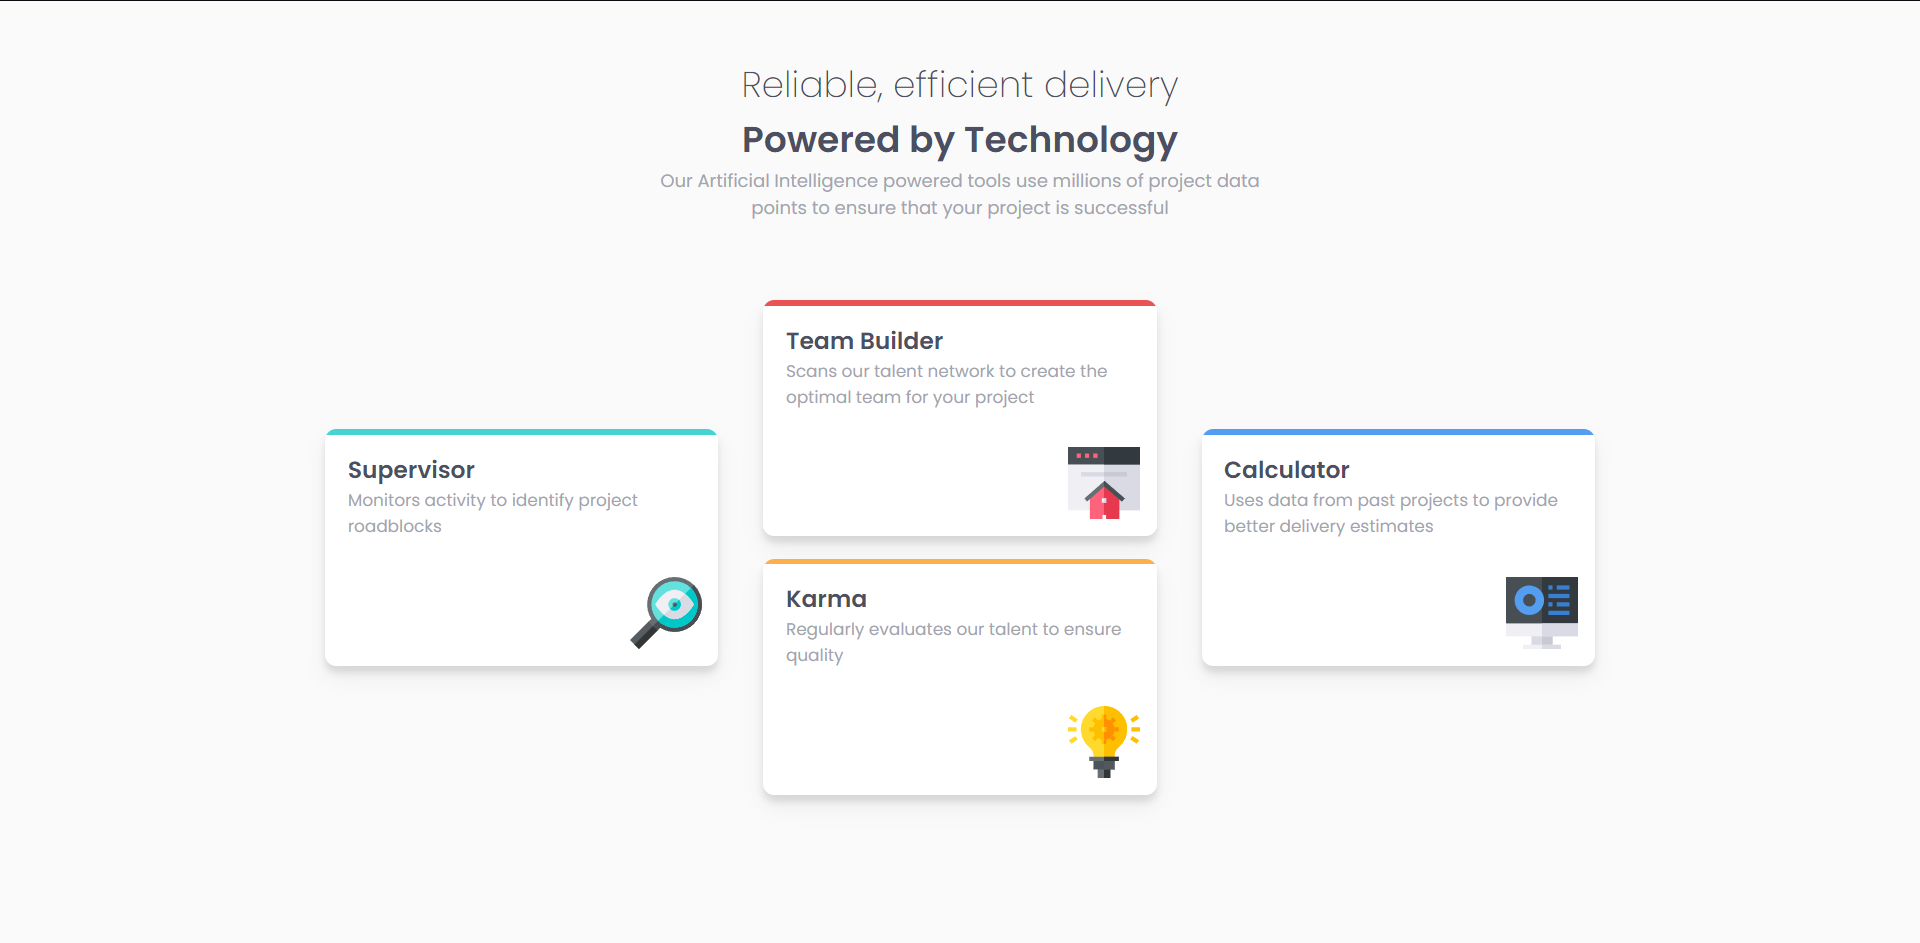 Reliable, efficient delivery
Powered by Technology
Our Artificial Intelligence powered tools use millions of project data
points to ensure that your project is successful
Team Builder
Scans our talent network to create the
optimal team for your project
Supervisor
Monitors activity to identify project
roadblocks
Calculator
Uses data from past projects to provide
better delivery estimates
Karma
Regularly evaluates our talent to ensure
quality